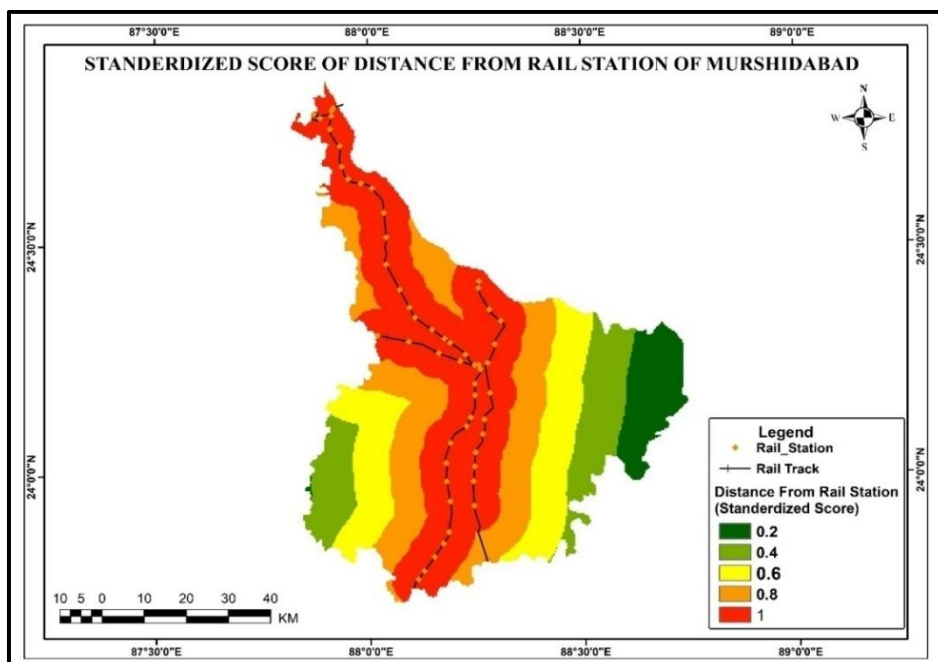 87°30'0"E 88°0'0"E 88°30'0"E 89°0'0"E
STANDERDIZED SCORE OF DISTANCE FROM RAIL STATION OF MURSHIDABAD
N
W E
S
24°30'0"N 24°30'0"N
24°0'0"N 24°0'0"N
Legend
Rail_Station
Rail Track
Distance From Rail Station
(Standerdized Score)
0.2
0.4
0.6
0.8
1
10 5 0 10 20 30 40
KM
87°30'0"E 88°0'0"E 88°30'0"E 89°0'0"E